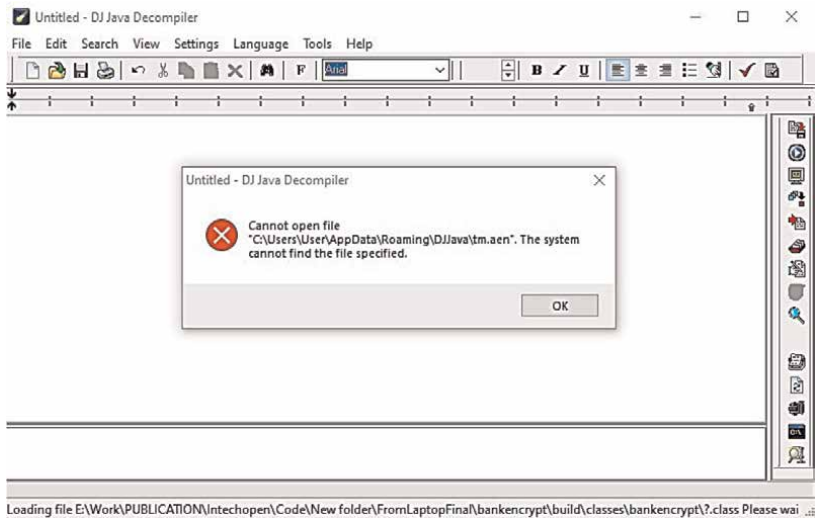 Untitled - DJ Java Decompiler
File Edit Search View Settings Language Tools Help
F Arial B I U
Untitled - DJ Java Decompiler
Cannot open file
"C:\Users\User\AppData\Roaming\DJJava\tm.aen". The system
cannot find the file specified.
OK
Loading file E:\Work\PUBLICATION\Intechopen\Code\New folder\FromLaptopFinal\bankencrypt\build\classes\bankencrypt\?.class Please wai